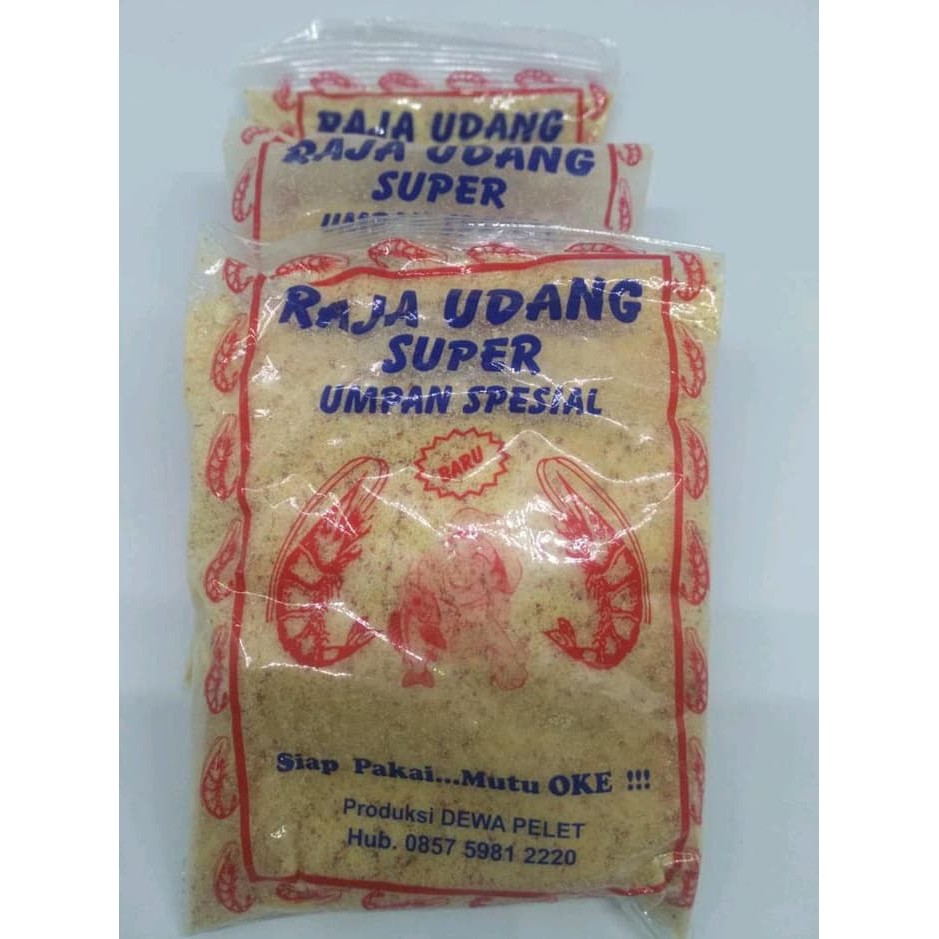 RAJA UDANG
RAJA UDANG
SUPER
UMPAN
RAJA UDANG
SUPER
UMPAN SPESIAL
BARU
Siap Pakai...Mutu OKE !!!
Produksi DEWA PELET
Hub. 0857 5981 2220